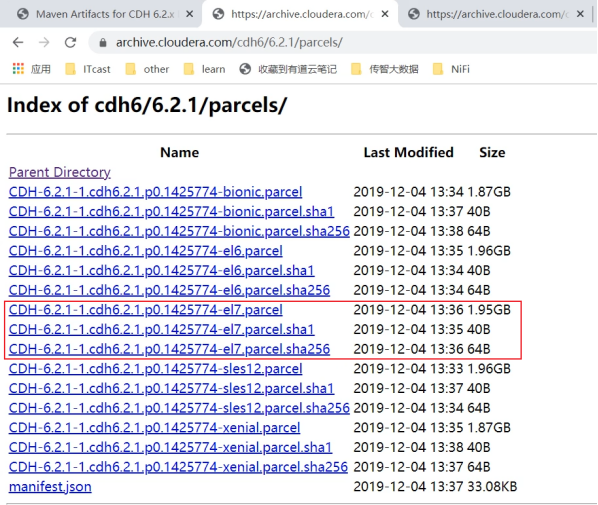 Maven Artifacts for CDH 6.2.x
https://archive.cloudera.com/c
https://archive.cloudera.com/c
archive.cloudera.com/cdh6/6.2.1/parcels/
应用 ITcast other learn 收藏到有道云笔记 传智大数据 NiFi
Index of cdh6/6.2.1/parcels/
Name Last Modified Size
Parent Directory
CDH-6.2.1-1.cdh6.2.1.p0.1425774-bionic.parcel 2019-12-04 13:34 1.87GB
CDH-6.2.1-1.cdh6.2.1.p0.1425774-bionic.parcel.sha1 2019-12-04 13:37 40B
CDH-6.2.1-1.cdh6.2.1.p0.1425774-bionic.parcel.sha256 2019-12-04 13:38 64B
CDH-6.2.1-1.cdh6.2.1.p0.1425774-el6.parcel 2019-12-04 13:35 1.96GB
CDH-6.2.1-1.cdh6.2.1.p0.1425774-el6.parcel.sha1 2019-12-04 13:34 40B
CDH-6.2.1-1.cdh6.2.1.p0.1425774-el6.parcel.sha256 2019-12-04 13:34 64B
CDH-6.2.1-1.cdh6.2.1.p0.1425774-el7.parcel 2019-12-04 13:36 1.95GB
CDH-6.2.1-1.cdh6.2.1.p0.1425774-el7.parcel.sha1 2019-12-04 13:35 40B
CDH-6.2.1-1.cdh6.2.1.p0.1425774-el7.parcel.sha256 2019-12-04 13:36 64B
CDH-6.2.1-1.cdh6.2.1.p0.1425774-sles12.parcel 2019-12-04 13:33 1.96GB
CDH-6.2.1-1.cdh6.2.1.p0.1425774-sles12.parcel.sha1 2019-12-04 13:37 40B
CDH-6.2.1-1.cdh6.2.1.p0.1425774-sles12.parcel.sha256 2019-12-04 13:34 64B
CDH-6.2.1-1.cdh6.2.1.p0.1425774-xenial.parcel 2019-12-04 13:35 1.87GB
CDH-6.2.1-1.cdh6.2.1.p0.1425774-xenial.parcel.sha1 2019-12-04 13:38 40B
CDH-6.2.1-1.cdh6.2.1.p0.1425774-xenial.parcel.sha256 2019-12-04 13:37 64B
manifest.json 2019-12-04 13:37 33.08KB